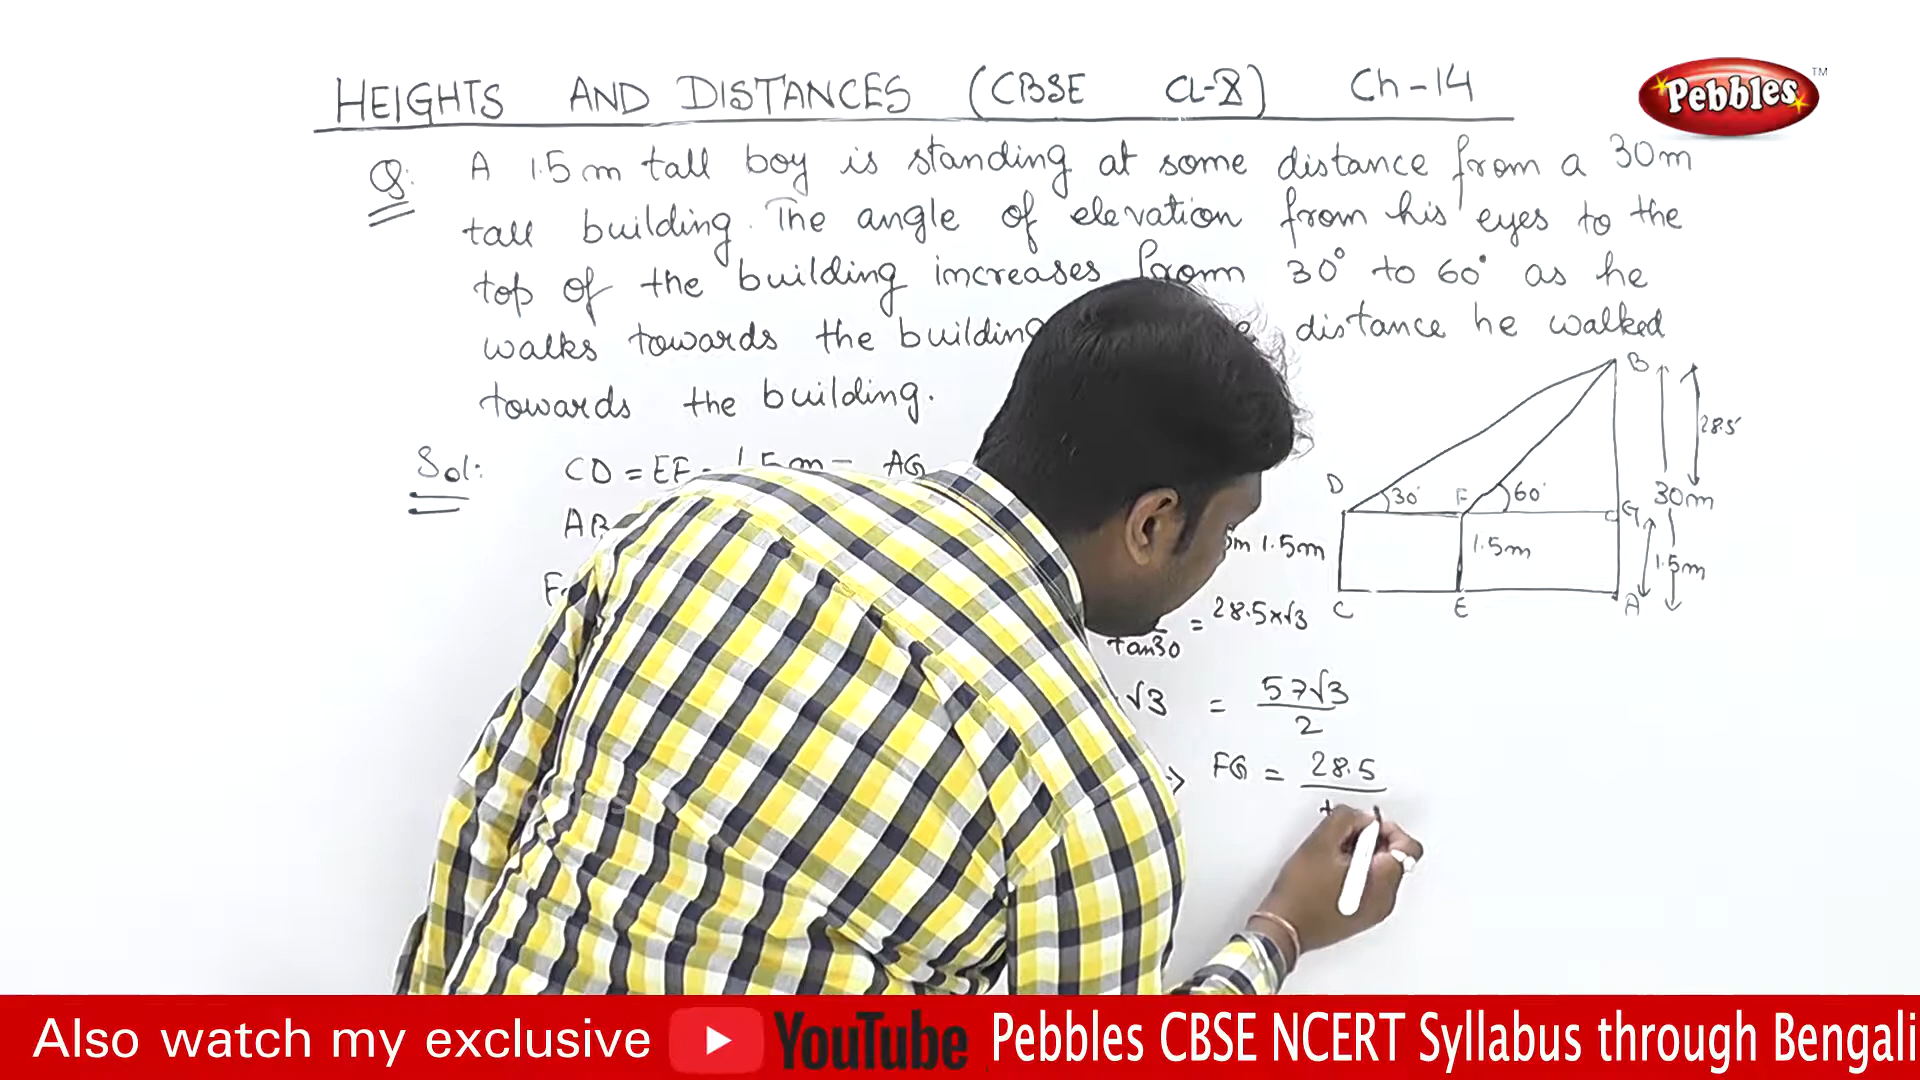 HEIGHTS AND DISTANCES (CBSE Cl-X) Ch-14
Pebbles TM
Q: A 1.5m tall boy is standing at some distance from a 30m
tall building. The angle of elevation from his eyes to the
top of the building increases from 30° to 60° as he
walks towards the building distance he walked
towards the building.
Sol: CD = EF = 1.5m = AG
AB
1.5m
tan30 = 28.5×√3
√3 = 57√3/2
FG = 28.5/
B
28.5
D 30° F 60° G 30m
1.5m 1.5m
C E A
Also watch my exclusive YouTube Pebbles CBSE NCERT Syllabus through Bengali